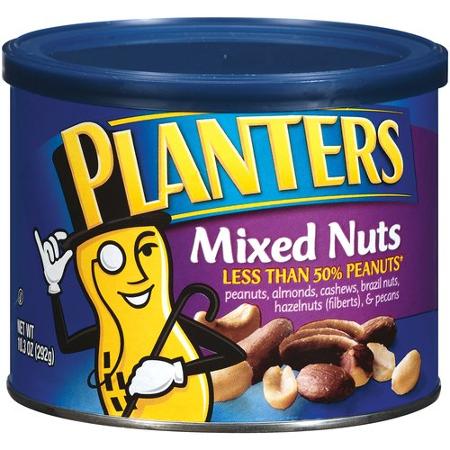 PLANTERS
Mixed Nuts
LESS THAN 50% PEANUTS*
peanuts, almonds, cashews, brazil nuts,
hazelnuts (filberts), & pecans
NET WT
10.3 OZ (292g)